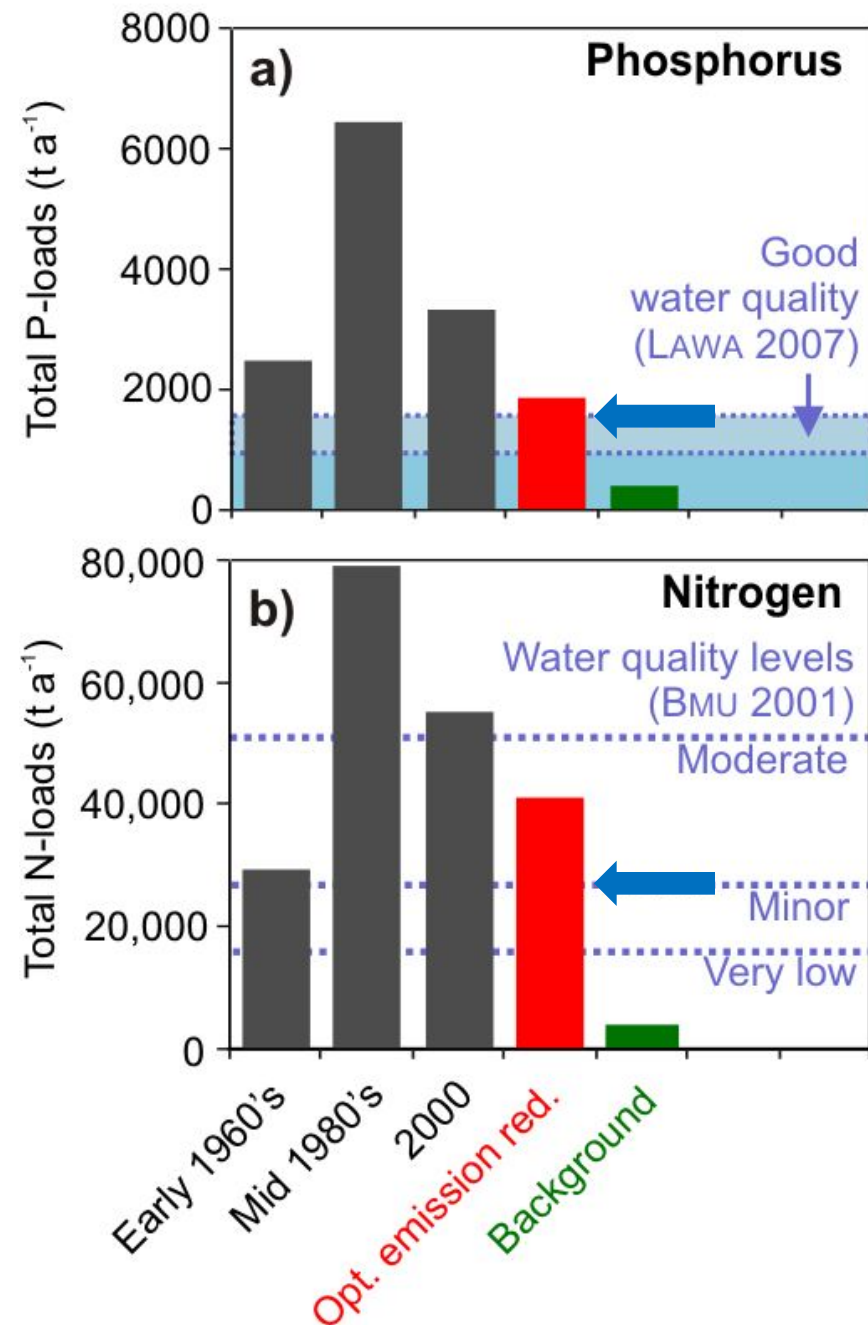 a)
Phosphorus
Total P-loads (t a⁻¹)
8000
6000
4000
2000
0
Good
water quality
(LAWA 2007)
b)
Nitrogen
Total N-loads (t a⁻¹)
80,000
60,000
40,000
20,000
0
Water quality levels
(BMU 2001)
Moderate
Minor
Very low
Early 1960's
Mid 1980's
2000
Opt. emission red.
Background